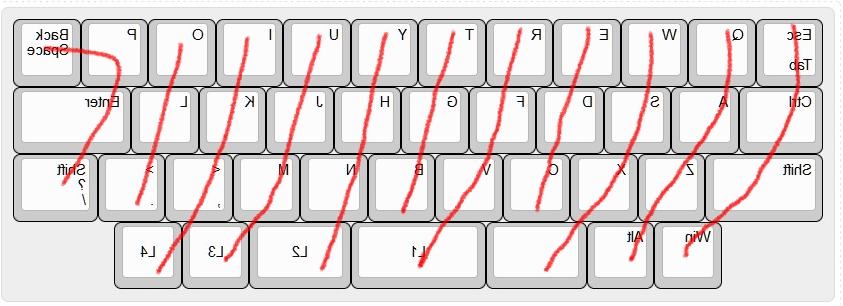 Back Space P O I U Y T R E W Q Esc Tab
Enter L K J H G F D S A Ctrl
Shift ? / > . < , M N B V C X Z Shift
L4 L3 L2 L1 Alt Win